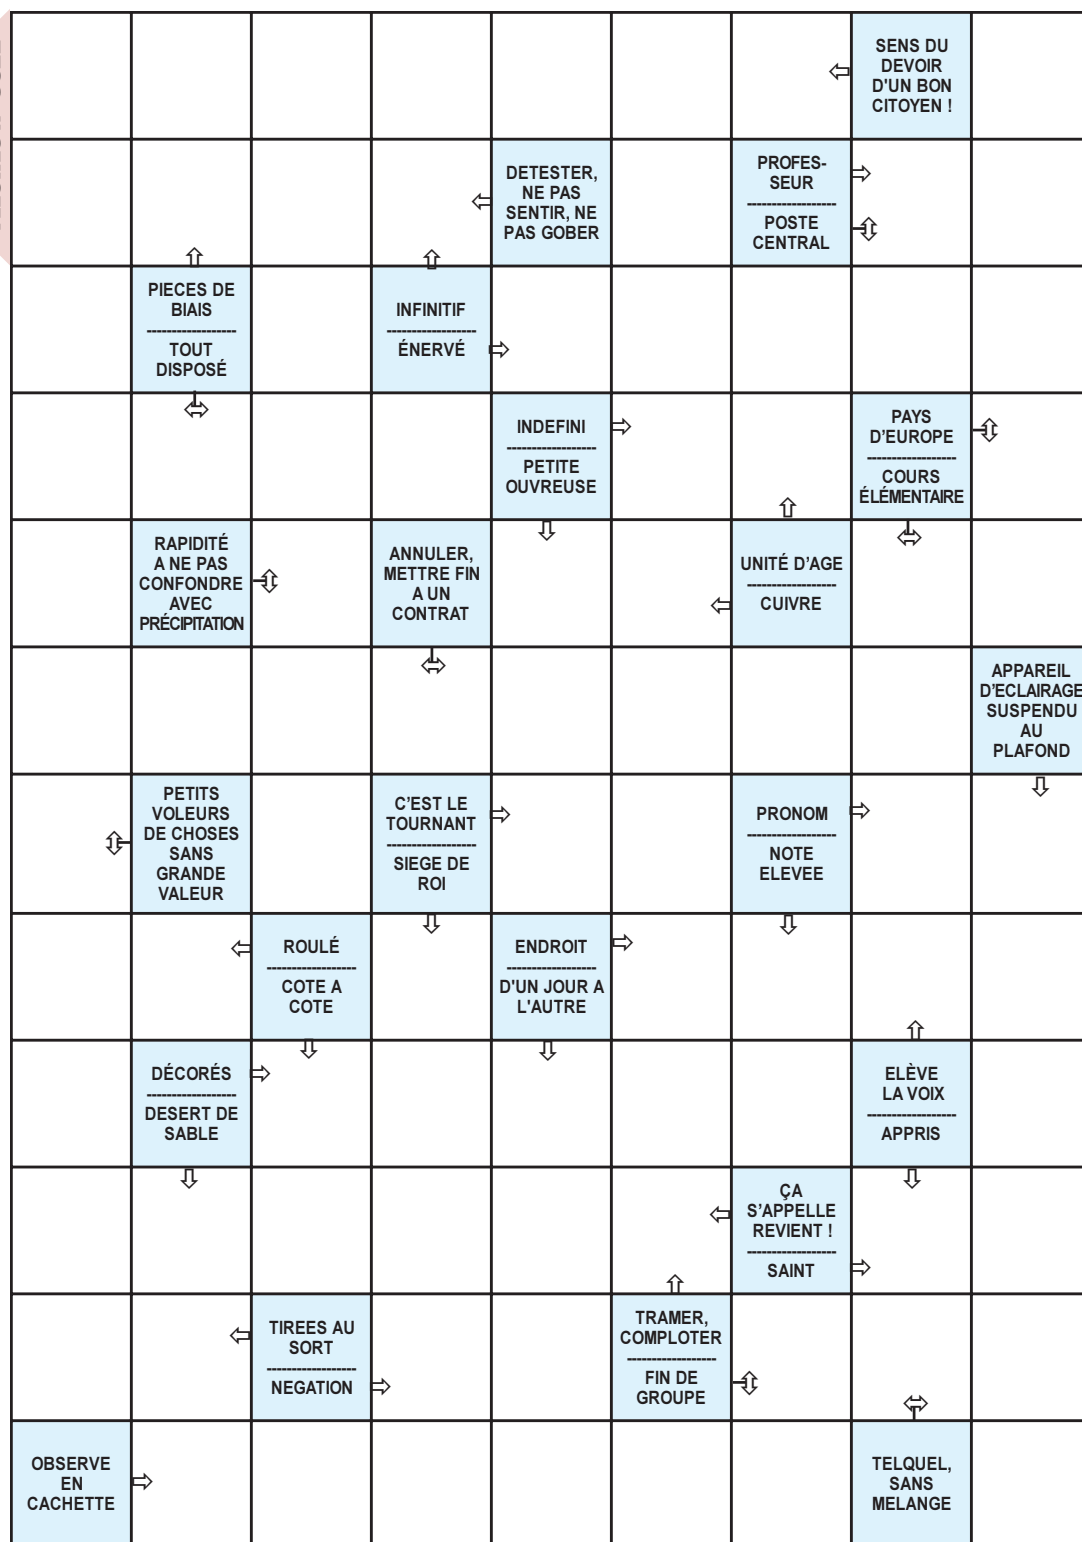 SENS DU
DEVOIR
D'UN BON
CITOYEN !
DETESTER,
NE PAS
SENTIR, NE
PAS GOBER
PROFES-
SEUR
------------------
POSTE
CENTRAL
PIECES DE
BIAIS
------------------
TOUT
DISPOSÉ
INFINITIF
------------------
ÉNERVÉ
INDEFINI
------------------
PETITE
OUVREUSE
PAYS
D'EUROPE
------------------
COURS
ÉLÉMENTAIRE
RAPIDITÉ
A NE PAS
CONFONDRE
AVEC
PRÉCIPITATION
ANNULER,
METTRE FIN
A UN
CONTRAT
UNITÉ D'AGE
------------------
CUIVRE
APPAREIL
D'ECLAIRAGE
SUSPENDU
AU
PLAFOND
PETITS
VOLEURS
DE CHOSES
SANS
GRANDE
VALEUR
C'EST LE
TOURNANT
------------------
SIEGE DE
ROI
PRONOM
------------------
NOTE
ELEVEE
ROULÉ
------------------
COTE A
COTE
ENDROIT
------------------
D'UN JOUR A
L'AUTRE
DÉCORÉS
------------------
DESERT DE
SABLE
ELÈVE
LA VOIX
------------------
APPRIS
ÇA
S'APPELLE
REVIENT !
------------------
SAINT
TIREES AU
SORT
------------------
NEGATION
TRAMER,
COMPLOTER
------------------
FIN DE
GROUPE
OBSERVE
EN
CACHETTE
TELQUEL,
SANS
MELANGE